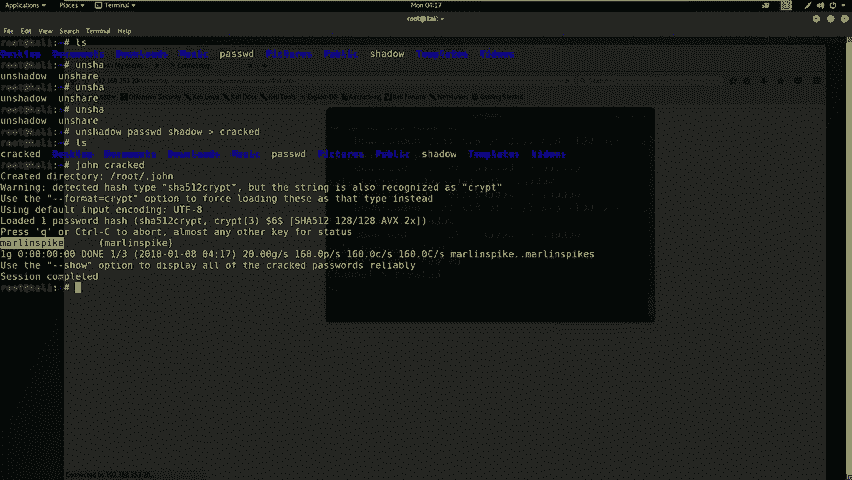 Applications Places Terminal Mon 04:17
root@kali: ~
File Edit View Search Terminal Help
root@kali:~# ls
Desktop Documents Downloads Music passwd Pictures Public shadow Templates Videos
root@kali:~# unsha
unshadow unshare
root@kali:~# unsha
unshadow unshare
root@kali:~# unsha
unshadow unshare
root@kali:~# unshadow passwd shadow > cracked
root@kali:~# ls
cracked Desktop Documents Downloads Music passwd Pictures Public shadow Templates Videos
root@kali:~# john cracked
Created directory: /root/.john
Warning: detected hash type "sha512crypt", but the string is also recognized as "crypt"
Use the "--format=crypt" option to force loading these as that type instead
Using default input encoding: UTF-8
Loaded 1 password hash (sha512crypt, crypt(3) $6$ [SHA512 128/128 AVX 2x])
Press 'q' or Ctrl-C to abort, almost any other key for status
marlinspike (marlinspike)
1g 0:00:00:00 DONE 1/3 (2018-01-08 04:17) 20.00g/s 160.0p/s 160.0c/s 160.0C/s marlinspike..marlinspikes
Use the "--show" option to display all of the cracked passwords reliably
Session completed
root@kali:~#